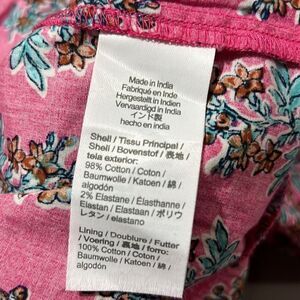 Made in India
Fabriqué en Inde
Hergestellt in Indien
Vervaardigd in India
インド製
hecho en india
Shell / Tissu Principal /
Shell / Bovenstof / 表地 /
tela exterior:
98% Cotton / Coton /
Baumwolle / Katoen / 綿 /
algodón
2% Elastane / Élasthanne /
Elastan / Elastaan / ポリウ
レタン / elastano
Lining / Doublure / Futter
/ Voering / 裏地 / forro:
100% Cotton / Coton /
Baumwolle / Katoen / 綿 /
algodón